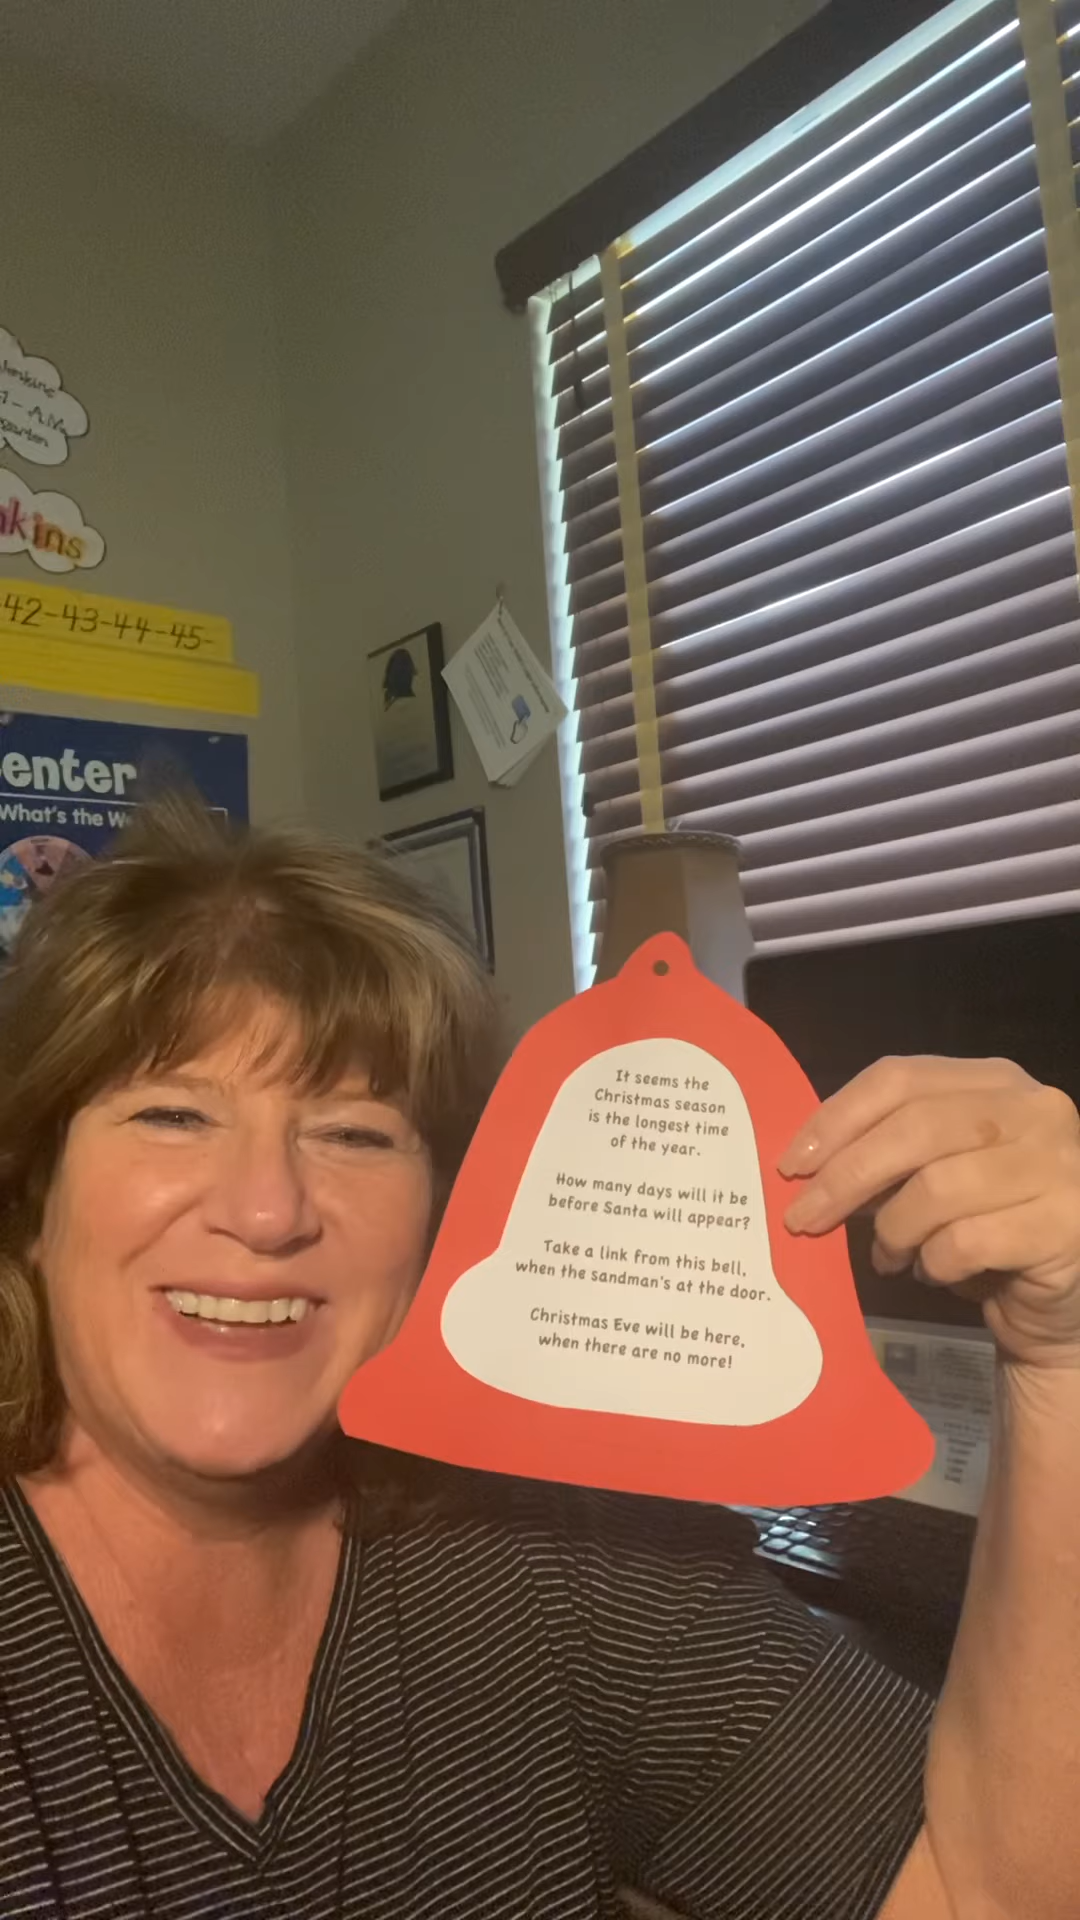 A.M.
kins
42-43-44-45-
enter
What's the W
It seems the
Christmas season
is the longest time
of the year.
How many days will it be
before Santa will appear?
Take a link from this bell,
when the sandman's at the door.
Christmas Eve will be here,
when there are no more!